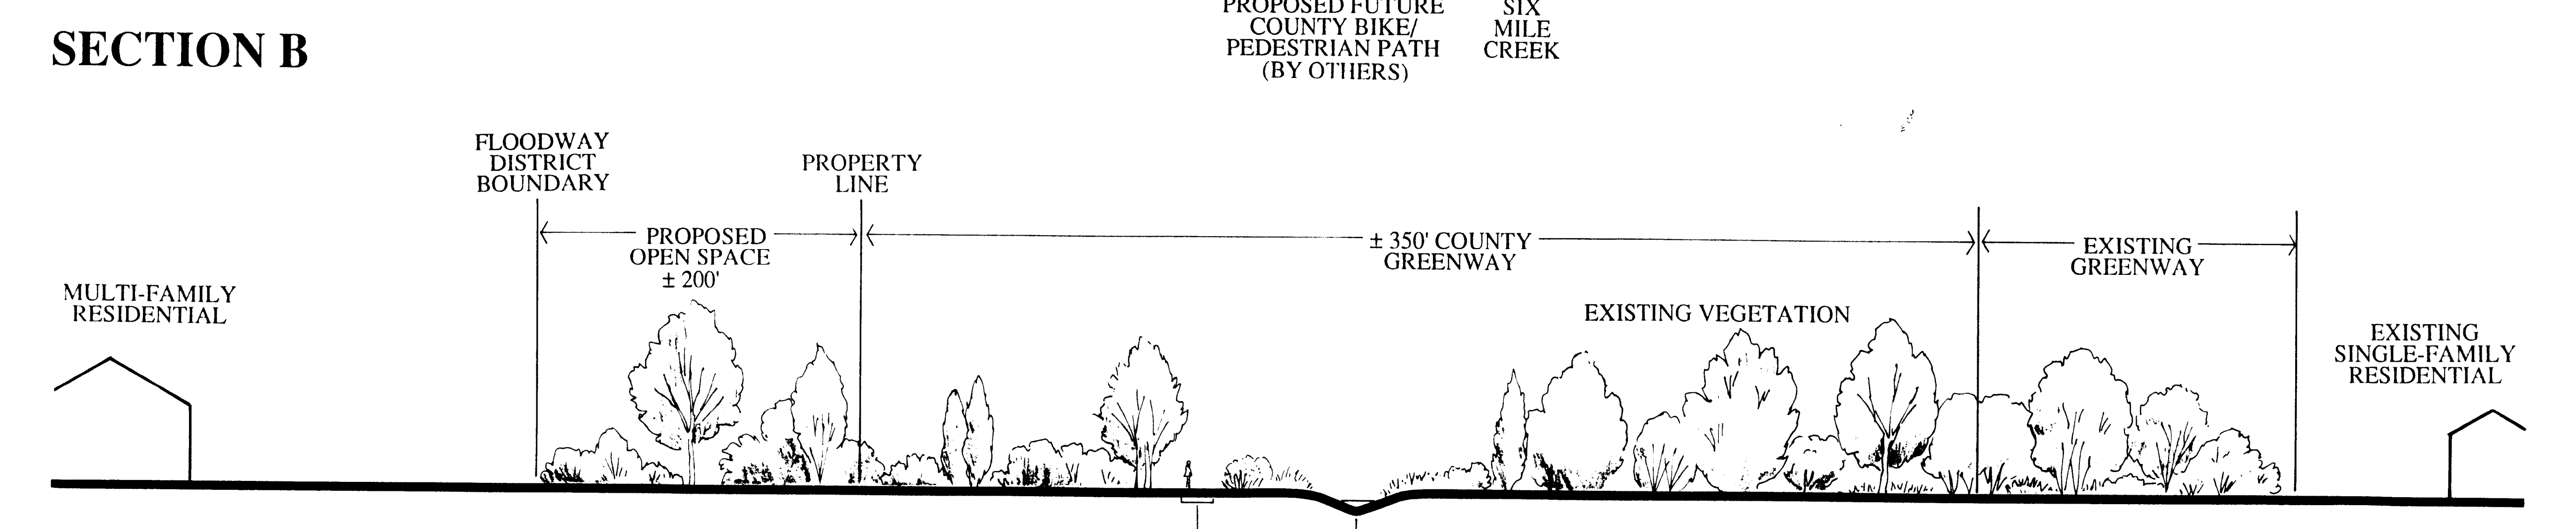 PROPOSED FUTURE
COUNTY BIKE/
PEDESTRIAN PATH
(BY OTHERS)
SIX
MILE
CREEK
SECTION B
FLOODWAY
DISTRICT
BOUNDARY
PROPERTY
LINE
PROPOSED
OPEN SPACE
± 200'
± 350' COUNTY
GREENWAY
EXISTING
GREENWAY
MULTI-FAMILY
RESIDENTIAL
EXISTING VEGETATION
EXISTING
SINGLE-FAMILY
RESIDENTIAL